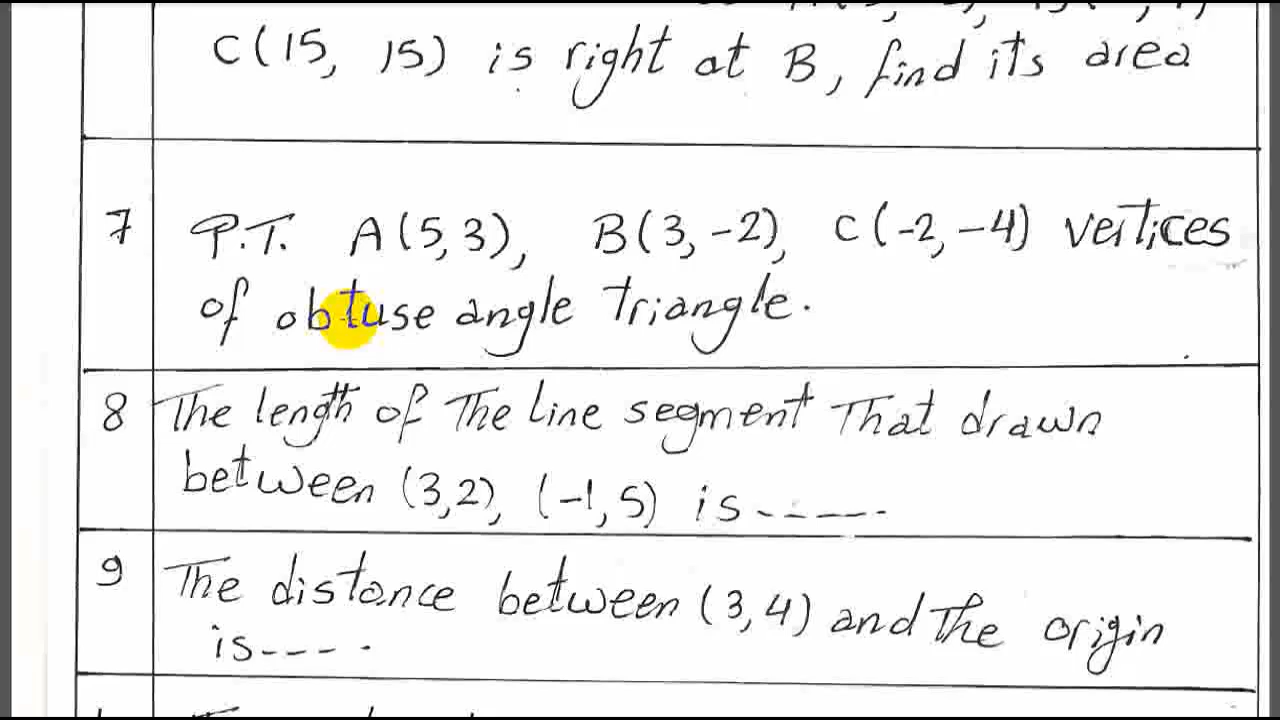 C(15, 15) is right at B, find its area
7 P.T. A(5,3), B(3,-2), C(-2,-4) vertices
of obtuse angle triangle.
8 The length of The line segment That drawn
between (3,2), (-1,5) is-----
9 The distance between (3,4) and The origin
is----